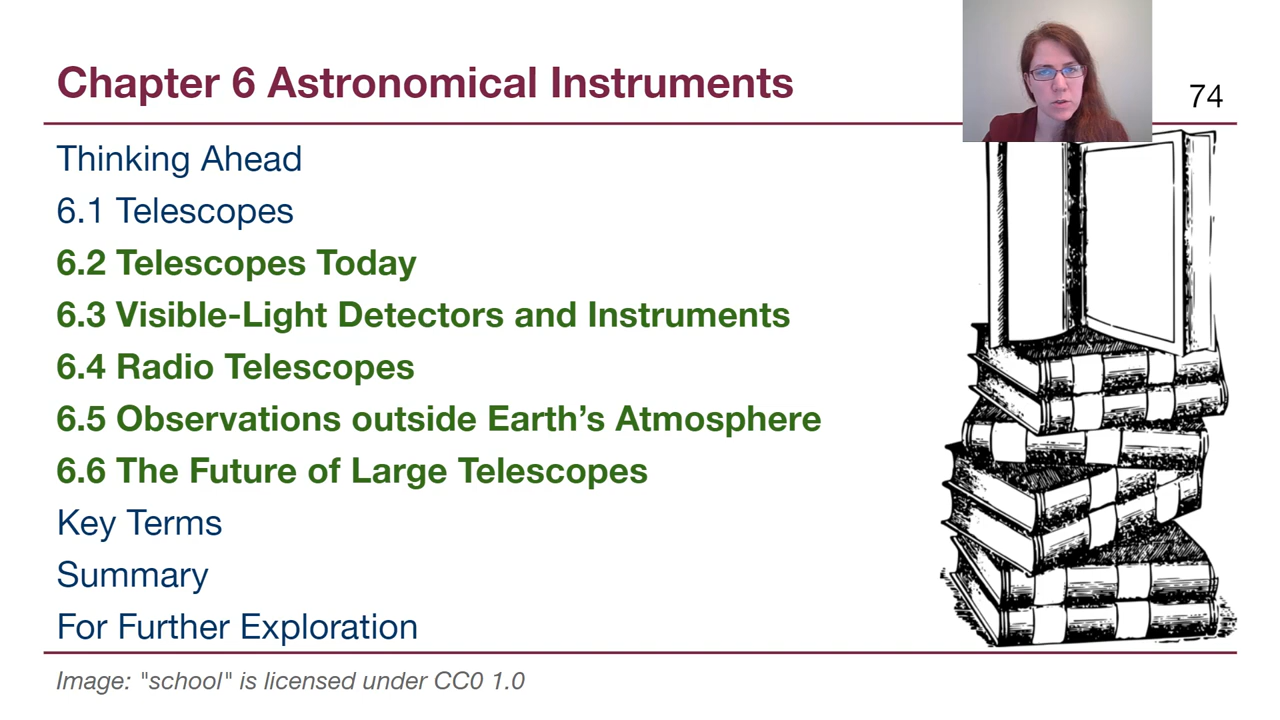 Chapter 6 Astronomical Instruments
74
Thinking Ahead
6.1 Telescopes
6.2 Telescopes Today
6.3 Visible-Light Detectors and Instruments
6.4 Radio Telescopes
6.5 Observations outside Earth’s Atmosphere
6.6 The Future of Large Telescopes
Key Terms
Summary
For Further Exploration
Image: "school" is licensed under CC0 1.0